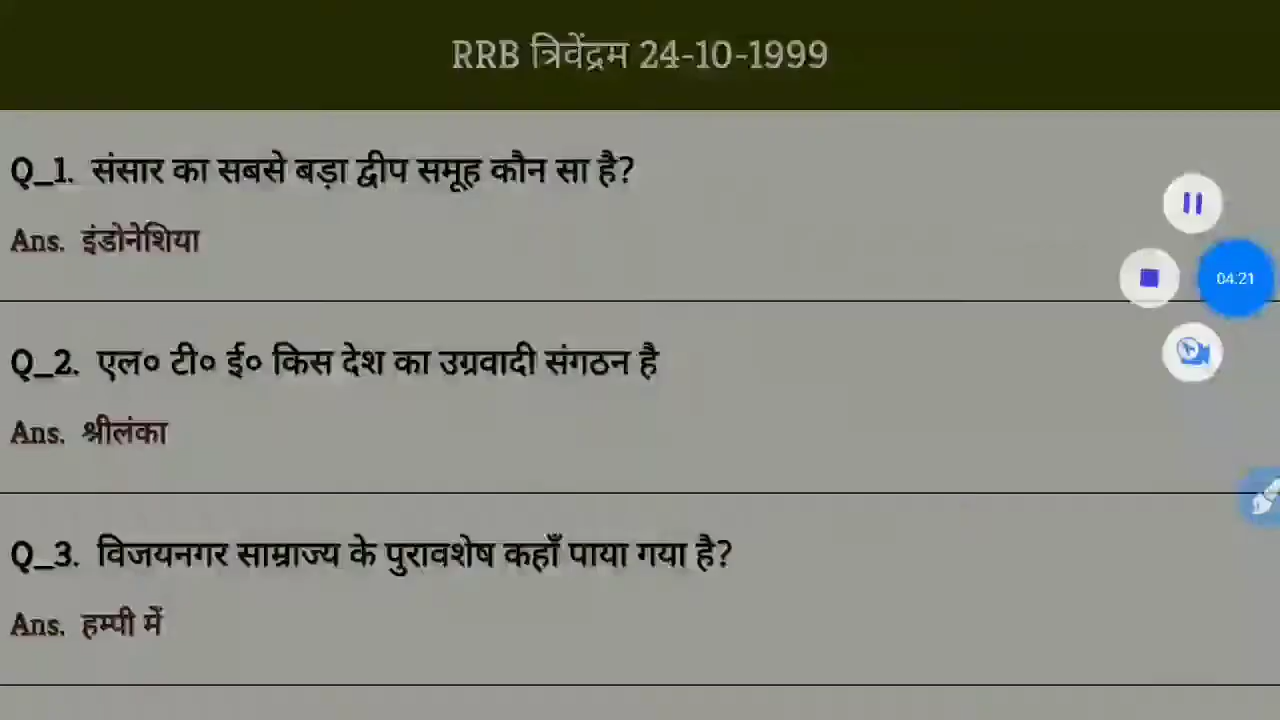 RRB त्रिवेंद्रम 24-10-1999
Q_1. संसार का सबसे बड़ा द्वीप समूह कौन सा है?
Ans. इंडोनेशिया
04:21
Q_2. एल० टी० ई० किस देश का उग्रवादी संगठन है
Ans. श्रीलंका
Q_3. विजयनगर साम्राज्य के पुरावशेष कहाँ पाया गया है?
Ans. हम्पी में